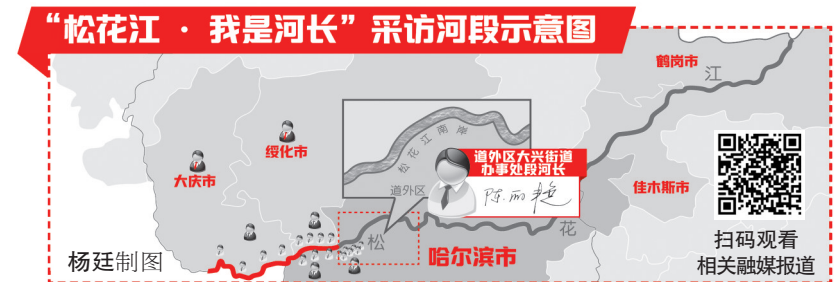 “松花江 · 我是河长”采访河段示意图
鹤岗市
江
绥化市
大庆市
松花江南岸
道外区
道外区大兴街道
办事处段河长
陈丽艳
佳木斯市
松
花
哈尔滨市
杨廷制图
扫码观看
相关融媒报道